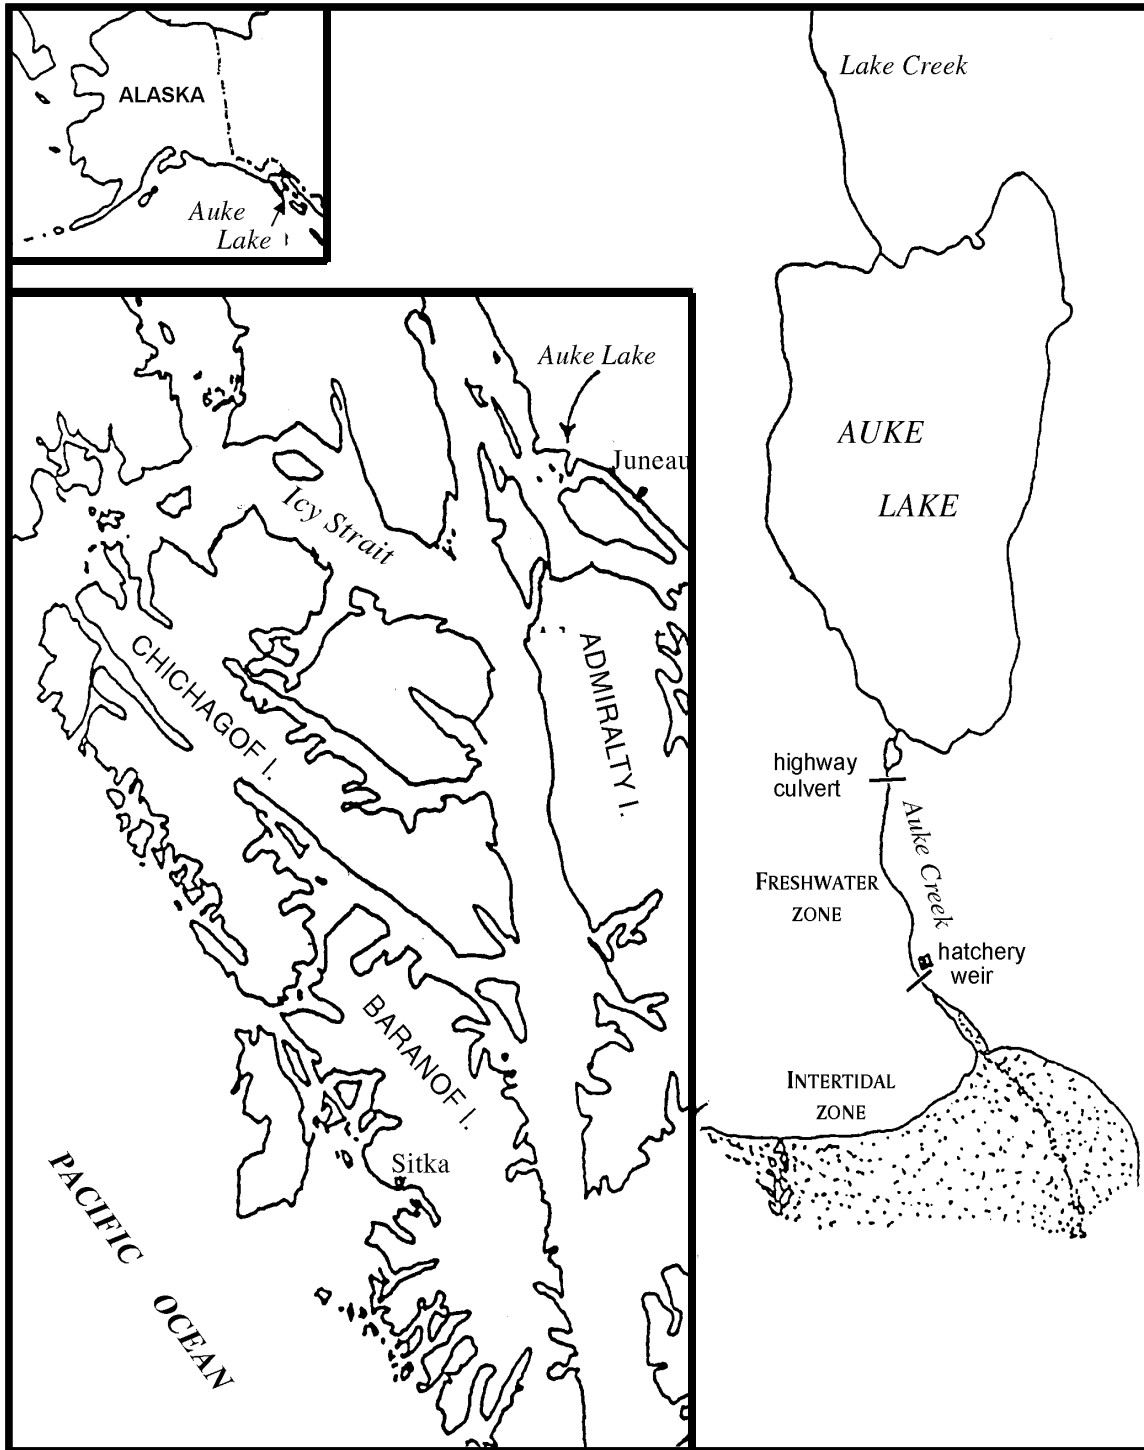 ALASKA
Auke
Lake
Lake Creek
Auke Lake
Juneau
Icy Strait
CHICHAGOF I.
ADMIRALTY I.
BARANOF I.
Sitka
PACIFIC
OCEAN
AUKE
LAKE
highway
culvert
Auke Creek
FRESHWATER
ZONE
hatchery
weir
INTERTIDAL
ZONE